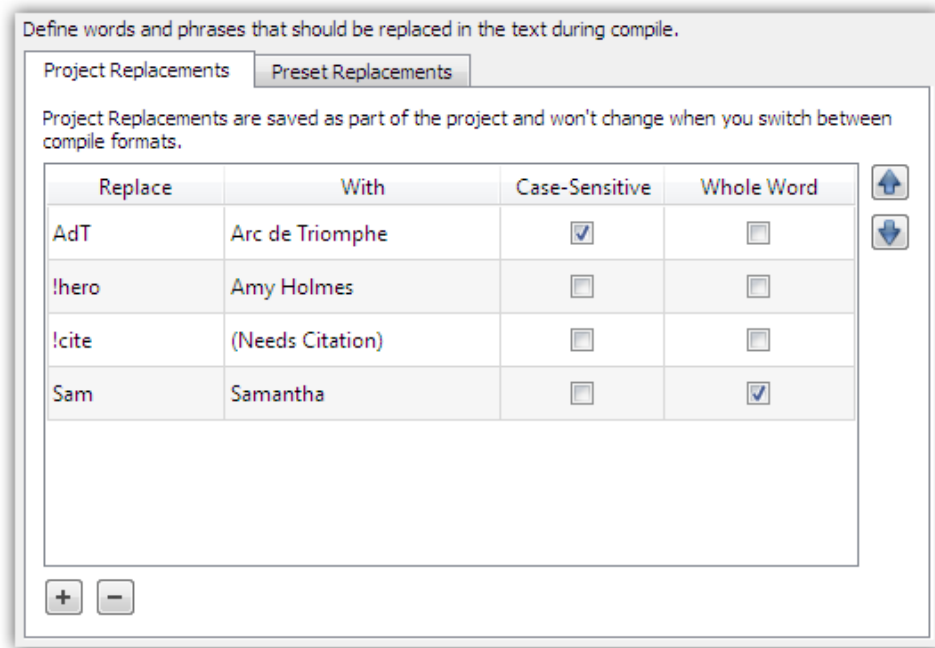 Define words and phrases that should be replaced in the text during compile.
Project Replacements Preset Replacements
Project Replacements are saved as part of the project and won't change when you switch between
compile formats.
Replace With Case-Sensitive Whole Word
AdT Arc de Triomphe
!hero Amy Holmes
!cite (Needs Citation)
Sam Samantha